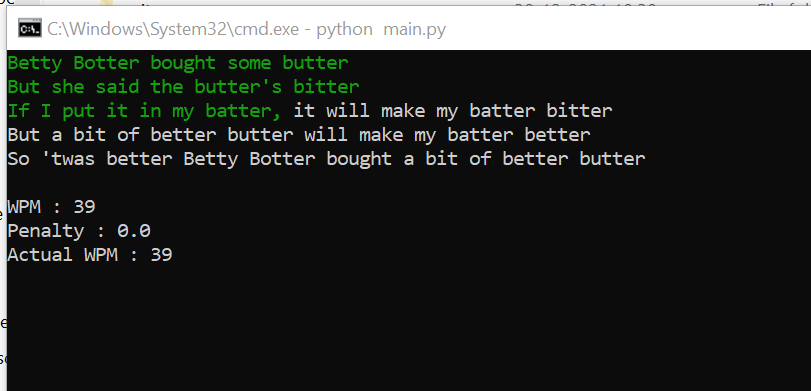 C:\Windows\System32\cmd.exe - python  main.py
Betty Botter bought some butter
But she said the butter's bitter
If I put it in my batter, it will make my batter bitter
But a bit of better butter will make my batter better
So 'twas better Betty Botter bought a bit of better butter
WPM : 39
Penalty : 0.0
Actual WPM : 39